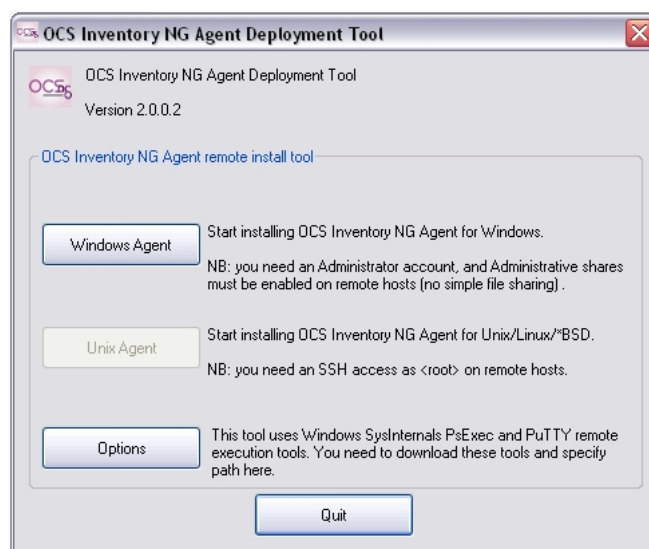 OCS Inventory NG Agent Deployment Tool
OCS Inventory NG Agent Deployment Tool
Version 2.0.0.2
OCS Inventory NG Agent remote install tool
Windows Agent
Start installing OCS Inventory NG Agent for Windows.
NB: you need an Administrator account, and Administrative shares
must be enabled on remote hosts (no simple file sharing) .
Unix Agent
Start installing OCS Inventory NG Agent for Unix/Linux/*BSD.
NB: you need an SSH access as <root> on remote hosts.
Options
This tool uses Windows SysInternals PsExec and PuTTY remote
execution tools. You need to download these tools and specify
path here.
Quit